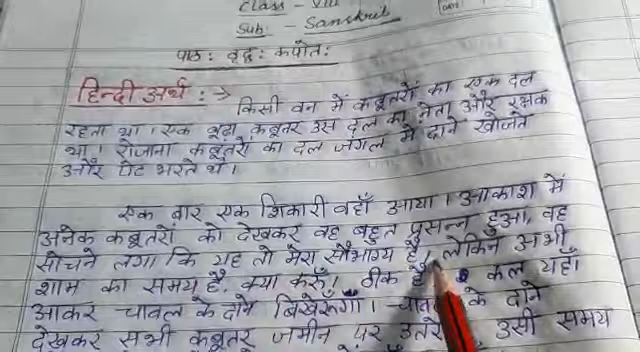 Class - VIII
Sub. - Sanskrit
पाठ: वृद्ध: कपोत:
हिन्दी अर्थ : →
किसी वन में कबूतरों का एक दल
रहता था। एक बूढा कबूतर उस दल का नेता और रक्षक
था। रोजाना कबूतरों का दल जंगल में दाने खोजते
और पेट भरते थे।
एक बार एक शिकारी वहाँ आया। आकाश में
अनेक कबूतरों को देखकर वह बहुत प्रसन्न हुआ, वह
सोचने लगा कि यह तो मेरा सौभाग्य है, लेकिन अभी
शाम का समय है, क्या करूँ। ठीक है कल यहाँ
आकर चावल के दाने बिखेरूँगा। के दाने
देखकर सभी कबूतर जमीन पर उसी समय